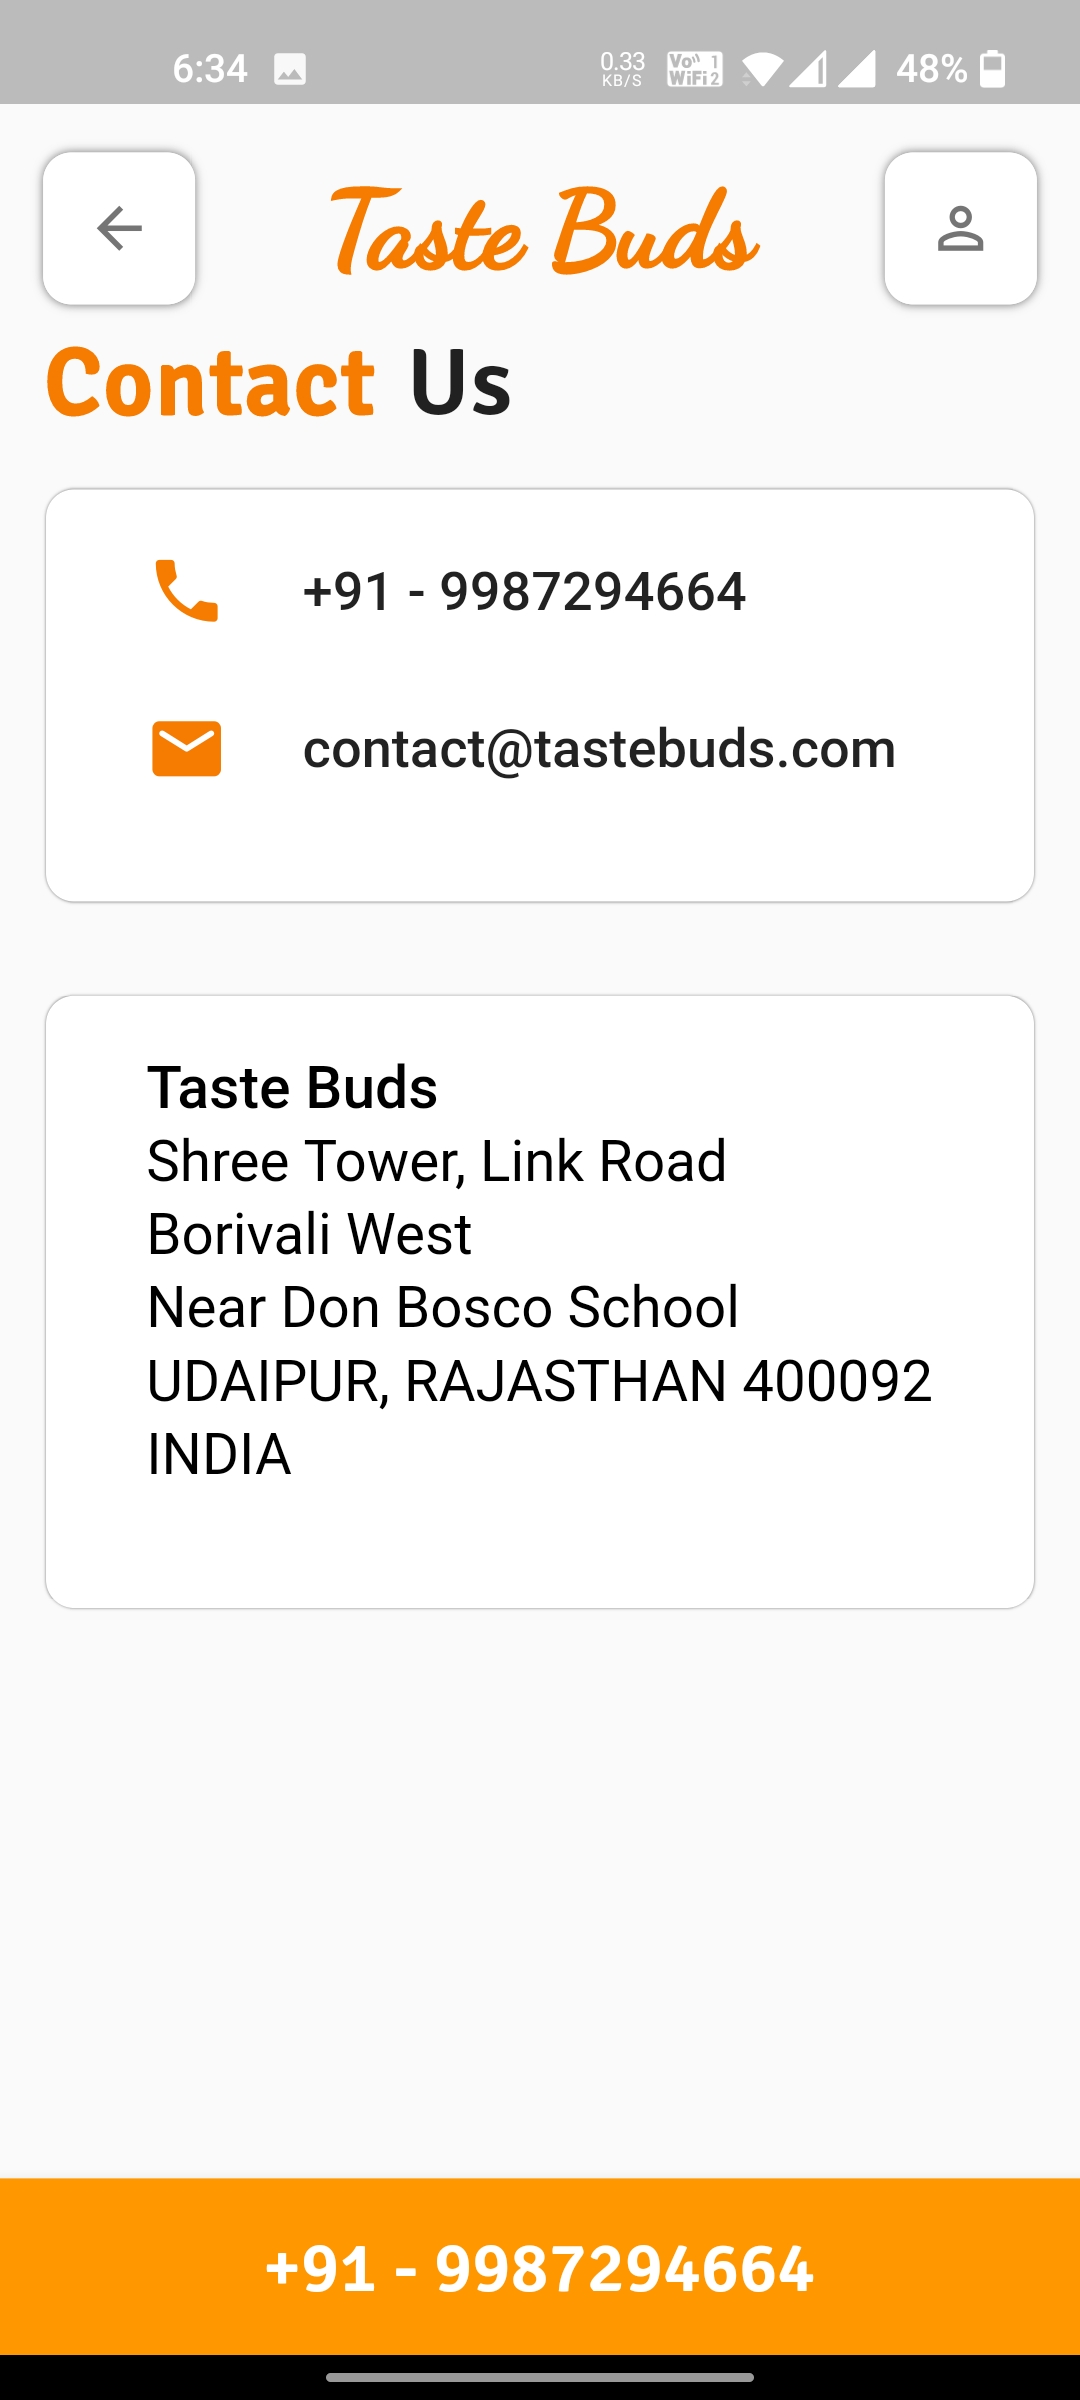 6:34
0.33
KB/S
Vo 1
WiFi 2
48%
Taste Buds
Contact Us
+91 - 9987294664
contact@tastebuds.com
Taste Buds
Shree Tower, Link Road
Borivali West
Near Don Bosco School
UDAIPUR, RAJASTHAN 400092
INDIA
+91 - 9987294664